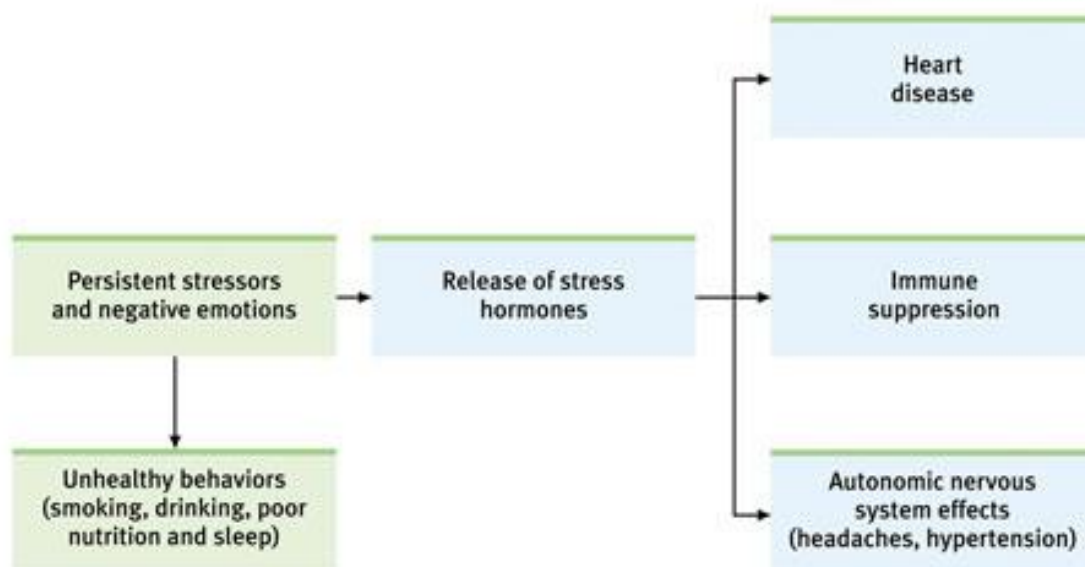 Heart
disease
Persistent stressors
and negative emotions
Release of stress
hormones
Immune
suppression
Unhealthy behaviors
(smoking, drinking, poor
nutrition and sleep)
Autonomic nervous
system effects
(headaches, hypertension)